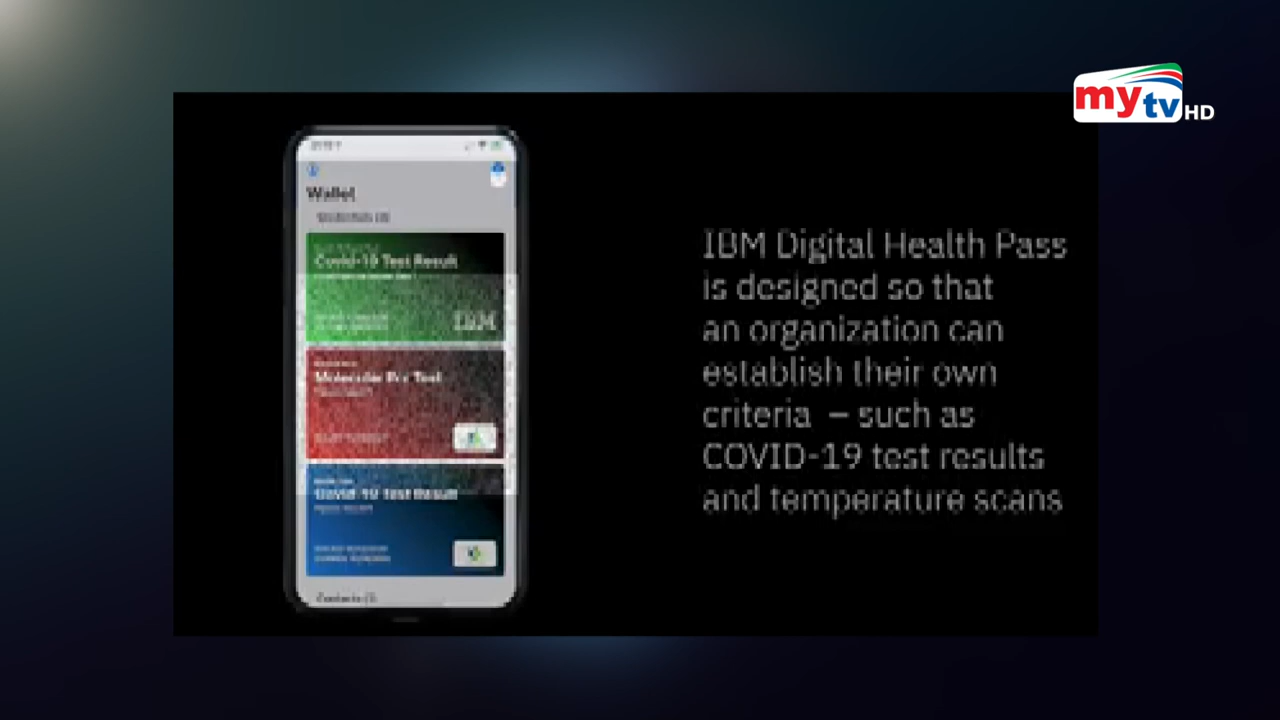 mytv HD
Wallet
Covid-19 Test Result
IBM
Molecular Pcr Test
Covid-19 Test Result
Contacts (2)
IBM Digital Health Pass
is designed so that
an organization can
establish their own
criteria – such as
COVID-19 test results
and temperature scans